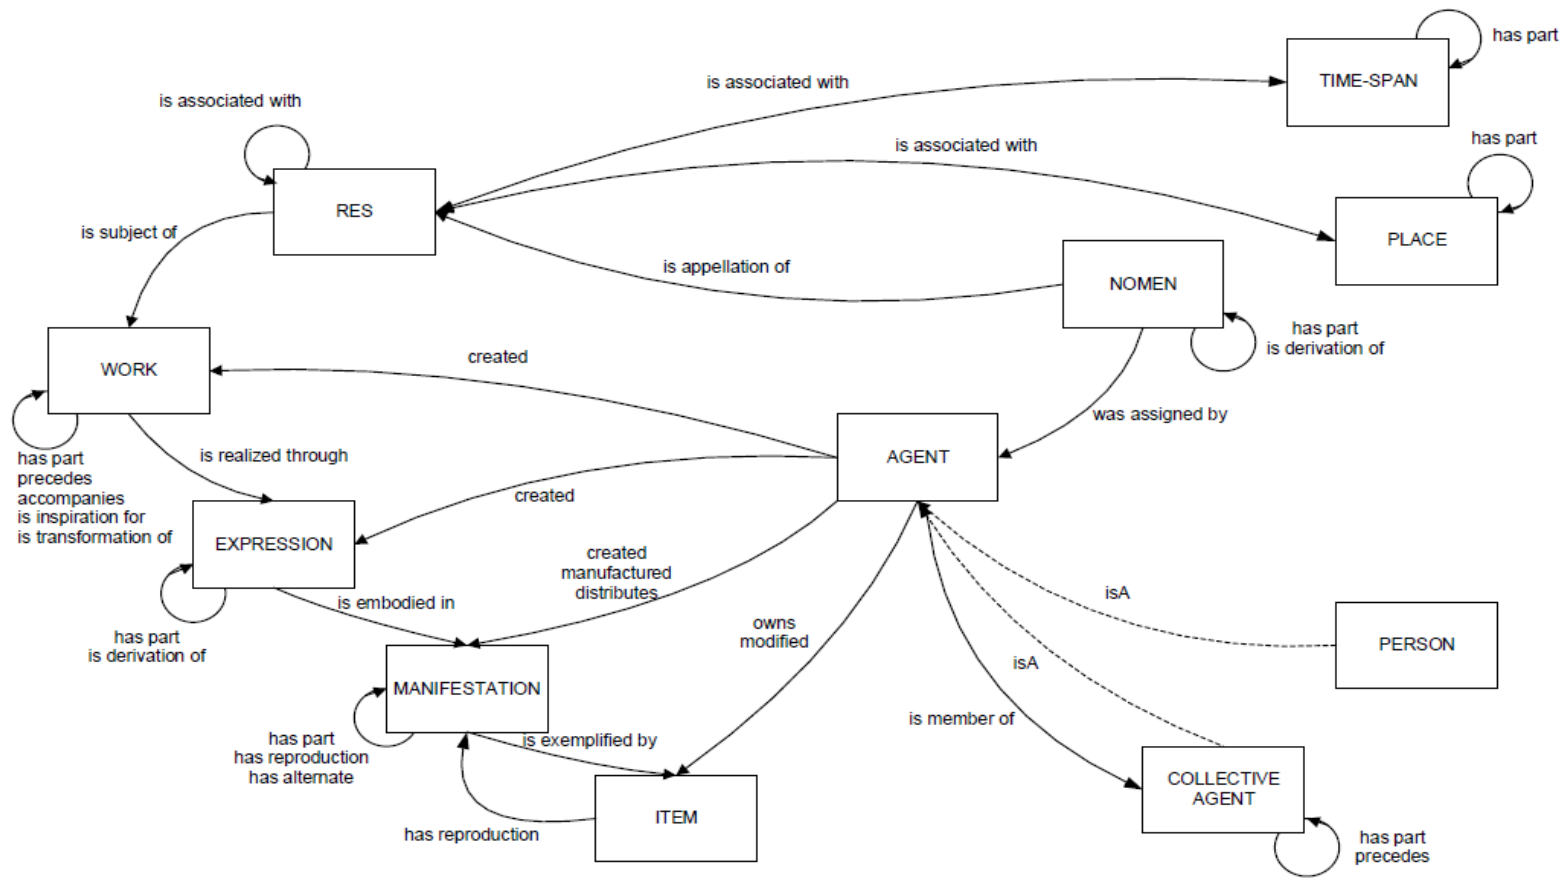 has part
TIME-SPAN
is associated with
is associated with
has part
is associated with
RES
PLACE
is subject of
is appellation of
NOMEN
has part
is derivation of
created
WORK
was assigned by
is realized through
AGENT
has part
precedes
accompanies
is inspiration for
is transformation of
created
EXPRESSION
created
manufactured
distributes
isA
is embodied in
owns
modified
has part
is derivation of
PERSON
isA
MANIFESTATION
is member of
has part
has reproduction
has alternate
is exemplified by
COLLECTIVE
AGENT
ITEM
has reproduction
has part
precedes